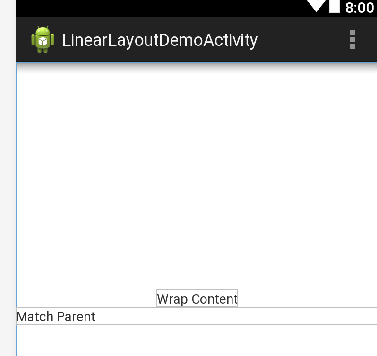 8:00
LinearLayoutDemoActivity
Wrap Content
Match Parent